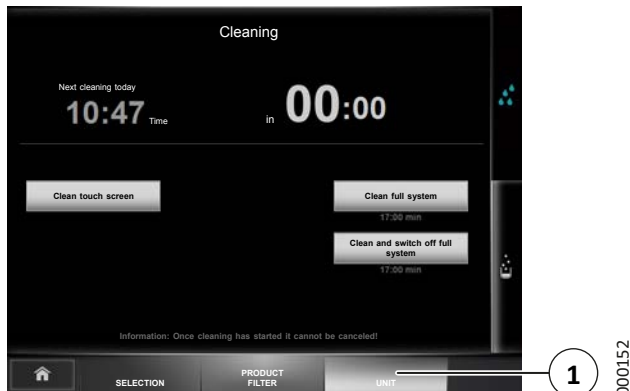 Cleaning
Next cleaning today
10:47 Time
in 00:00
Clean touch screen
Clean full system
17:00 min
Clean and switch off full
system
17:00 min
Information: Once cleaning has started it cannot be canceled!
SELECTION
PRODUCT
FILTER
UNIT
1
000152